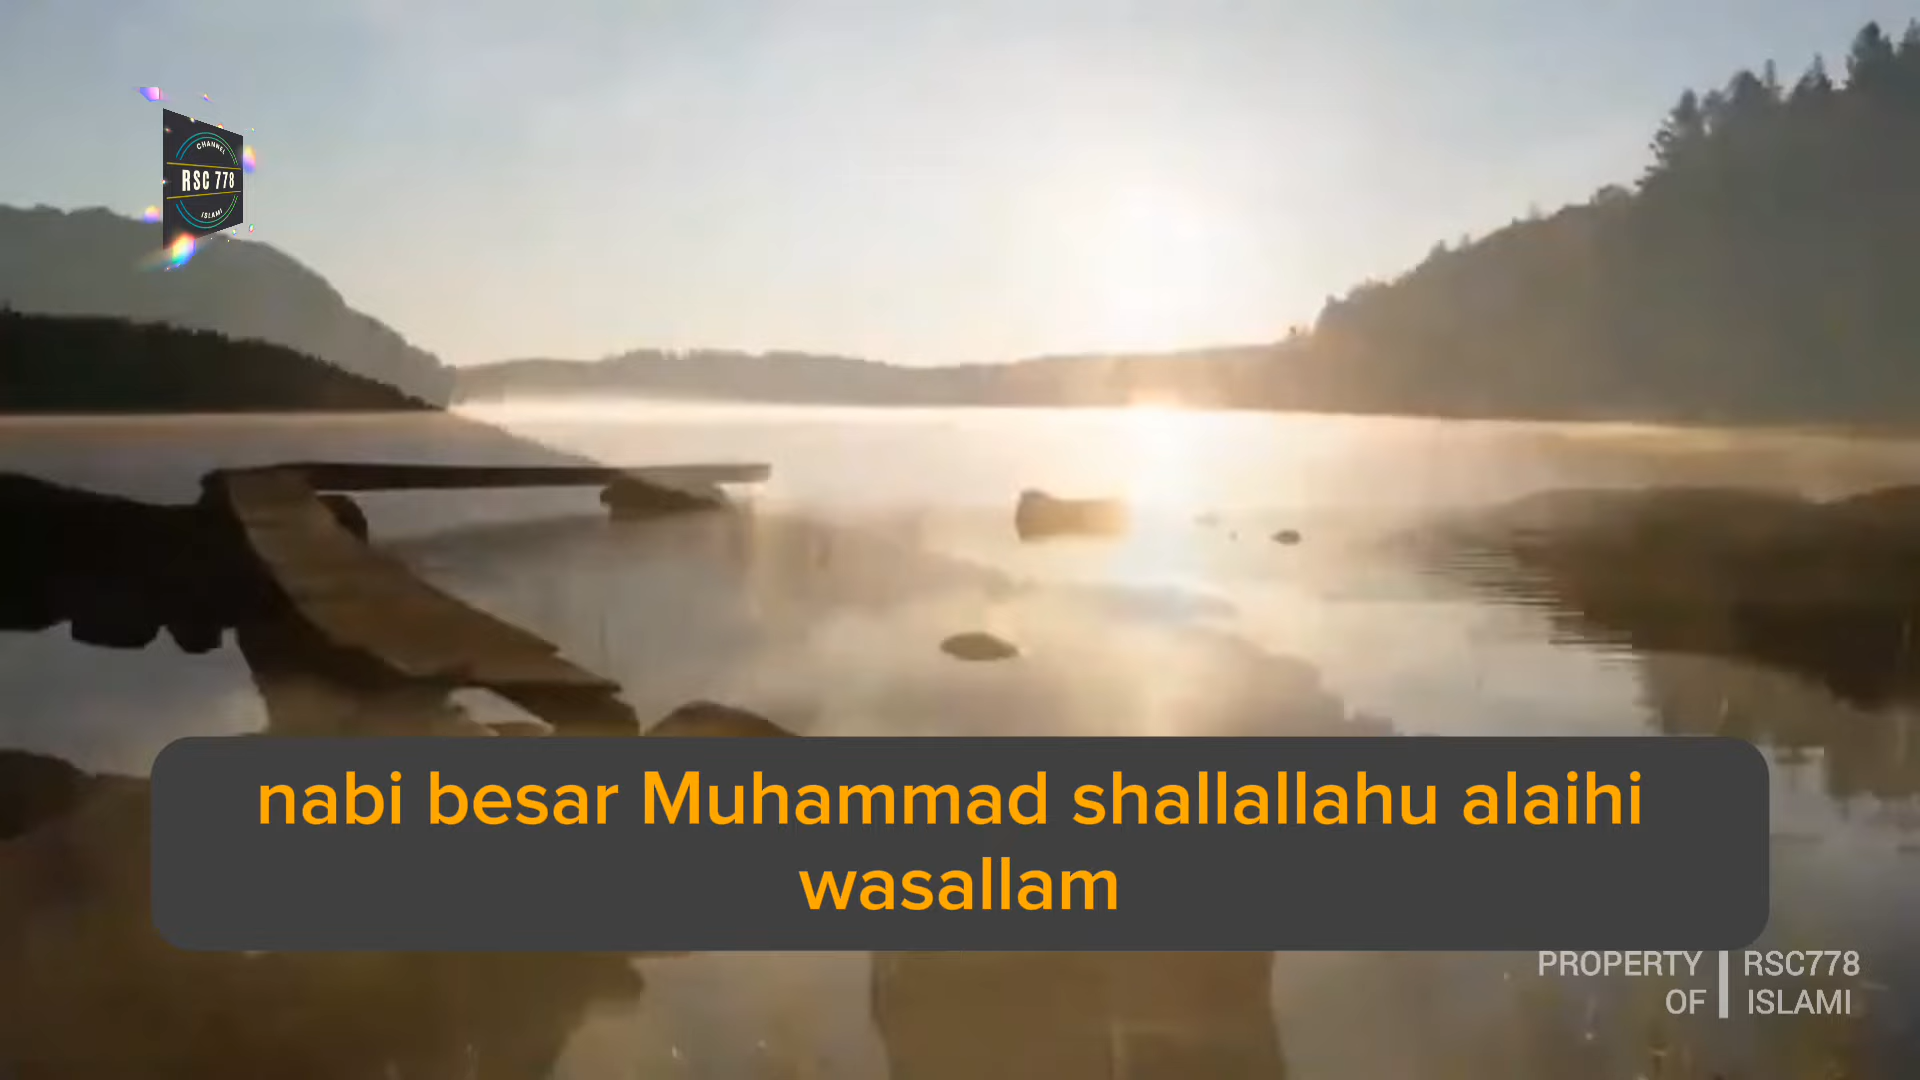 CHANNEL
RSC 778
ISLAMI
nabi besar Muhammad shallallahu alaihi
wasallam
PROPERTY OF
RSC778 ISLAMI